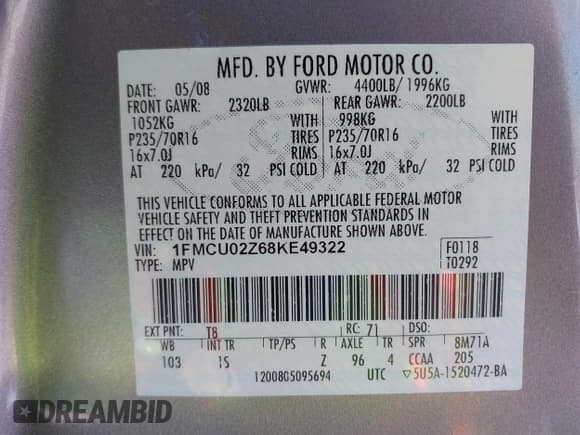 MFD. BY FORD MOTOR CO.
DATE: 05/08 GVWR: 4400LB/ 1996KG
FRONT GAWR: 2320LB REAR GAWR: 2200LB
1052KG WITH 998KG WITH
P235/70R16 TIRES P235/70R16 TIRES
16x7.0J RIMS 16x7.0J RIMS
AT 220 kPa/ 32 PSI COLD AT 220 kPa/ 32 PSI COLD
THIS VEHICLE CONFORMS TO ALL APPLICABLE FEDERAL MOTOR
VEHICLE SAFETY AND THEFT PREVENTION STANDARDS IN
EFFECT ON THE DATE OF MANUFACTURE SHOWN ABOVE.
VIN: 1FMCU02Z68KE49322 F0118
TYPE: MPV T0292
EXT PNT: T8 RC: 71 DSO:
WB INT TR TP/PS R AXLE TR SPR 8M71A
103 IS Z 96 4 CCAA 205
1200805095694 UTC ▽5U5A-1520472-BA
DREAMBID